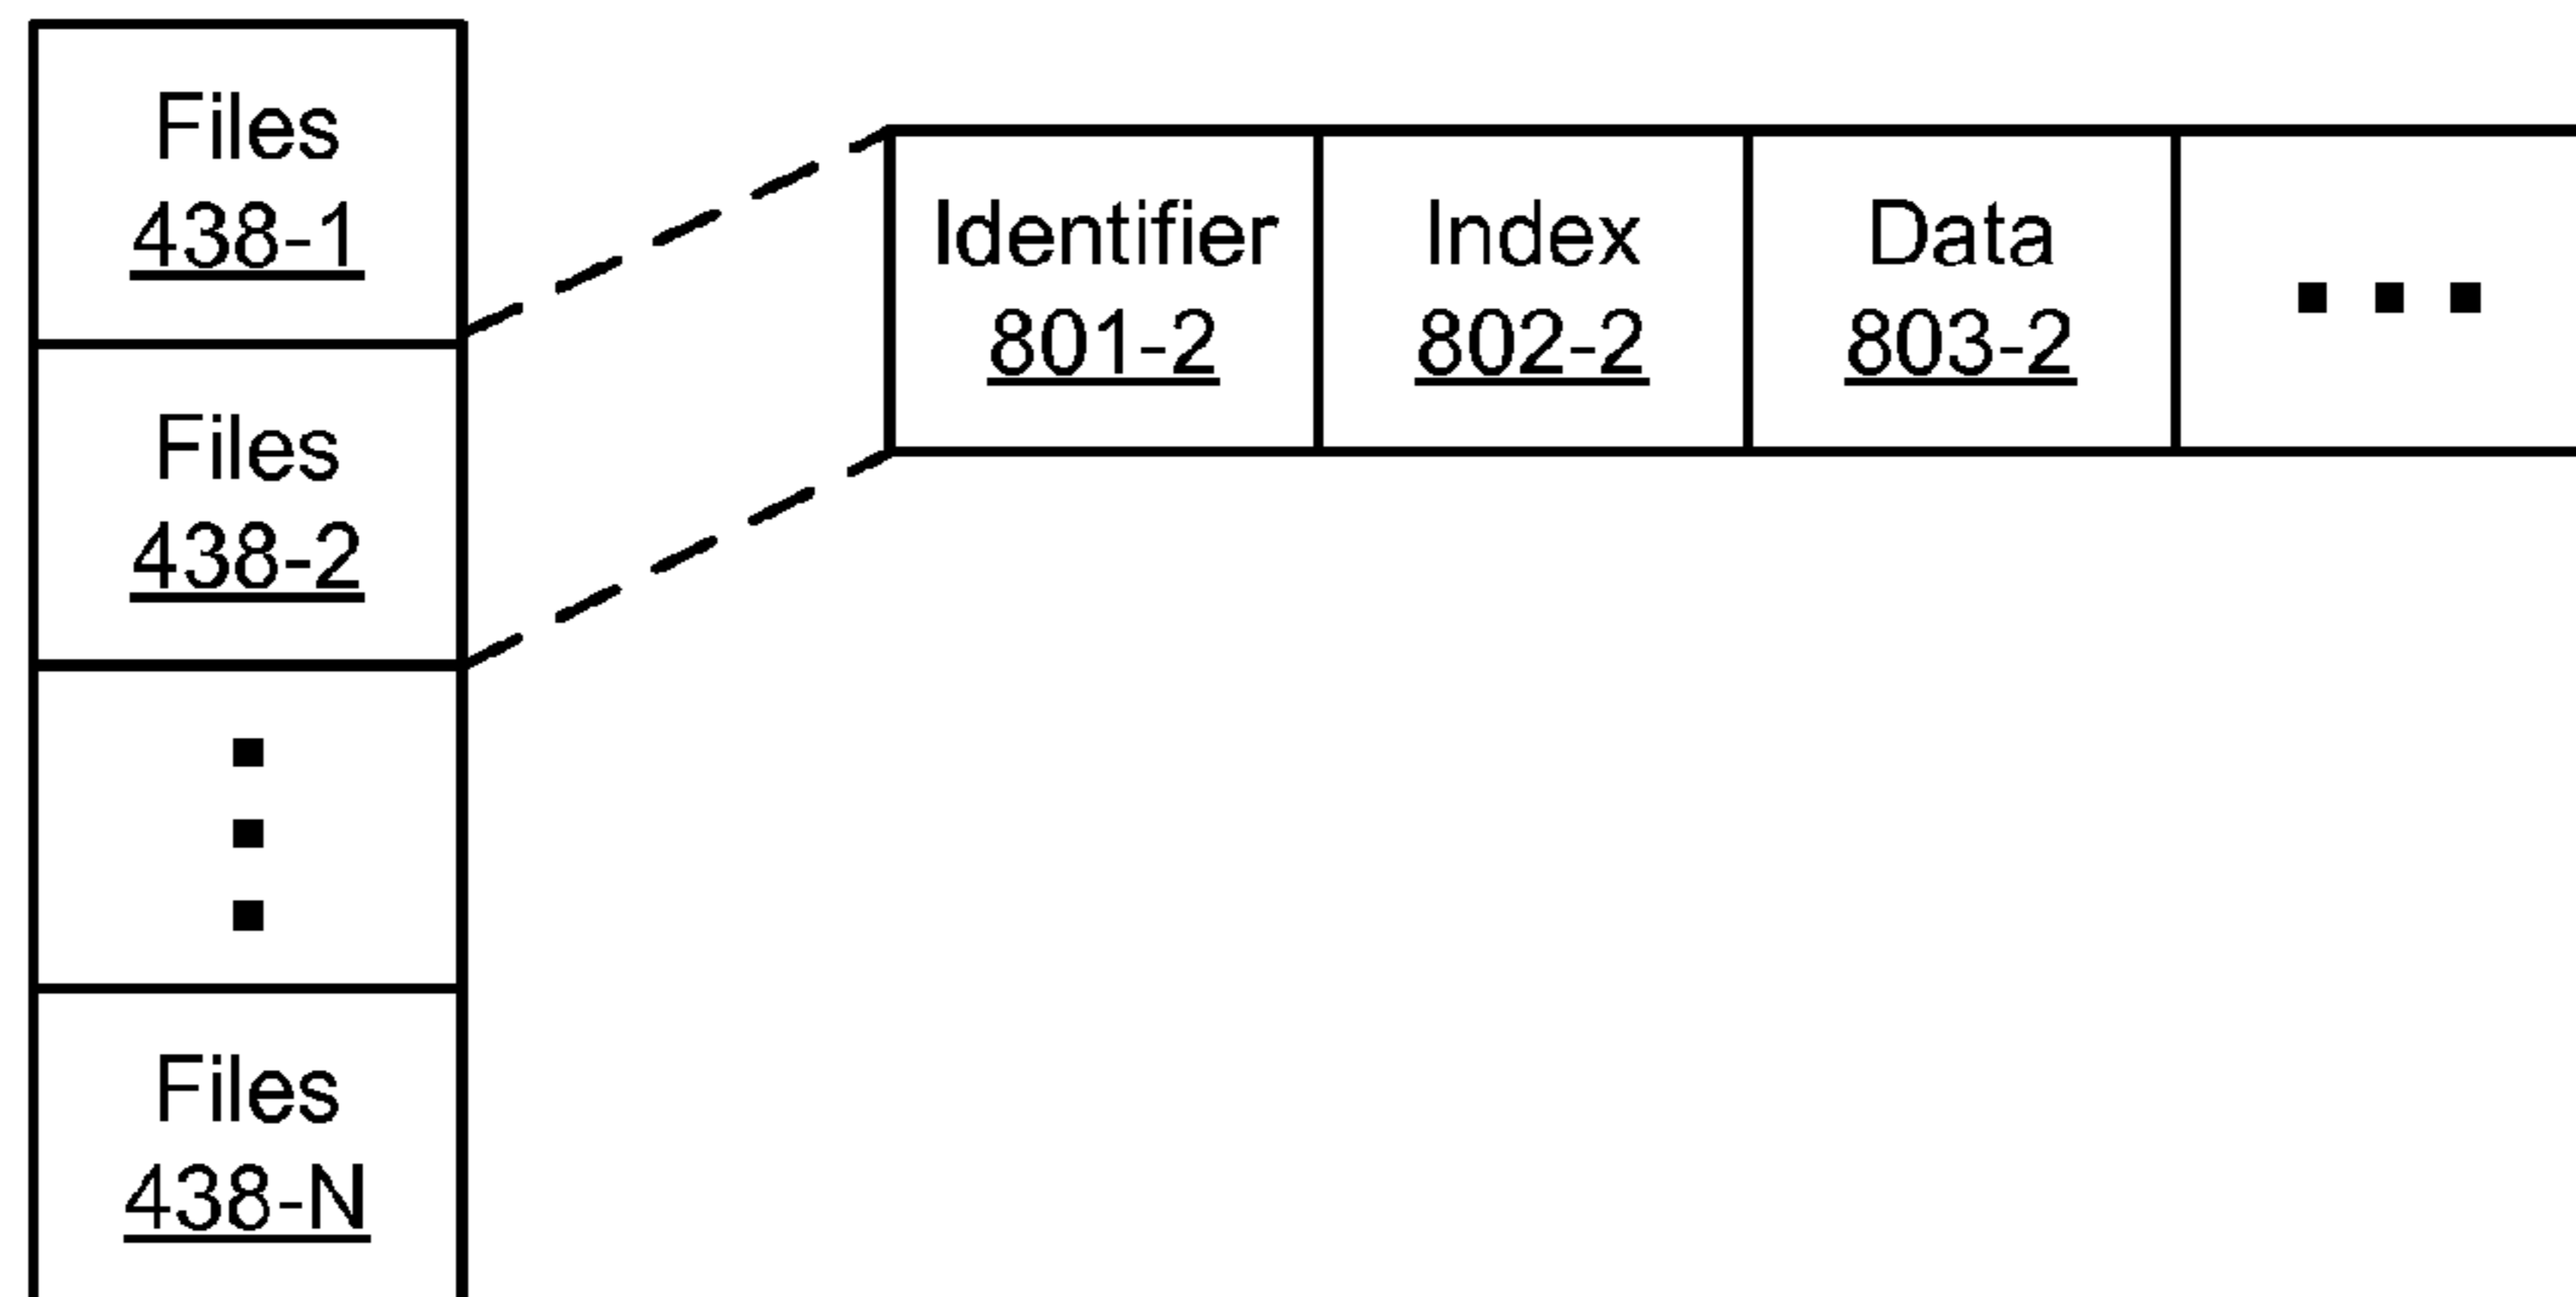 Files
438-1
Files
438-2
Files
438-N
Identifier
801-2
Index
802-2
Data
803-2